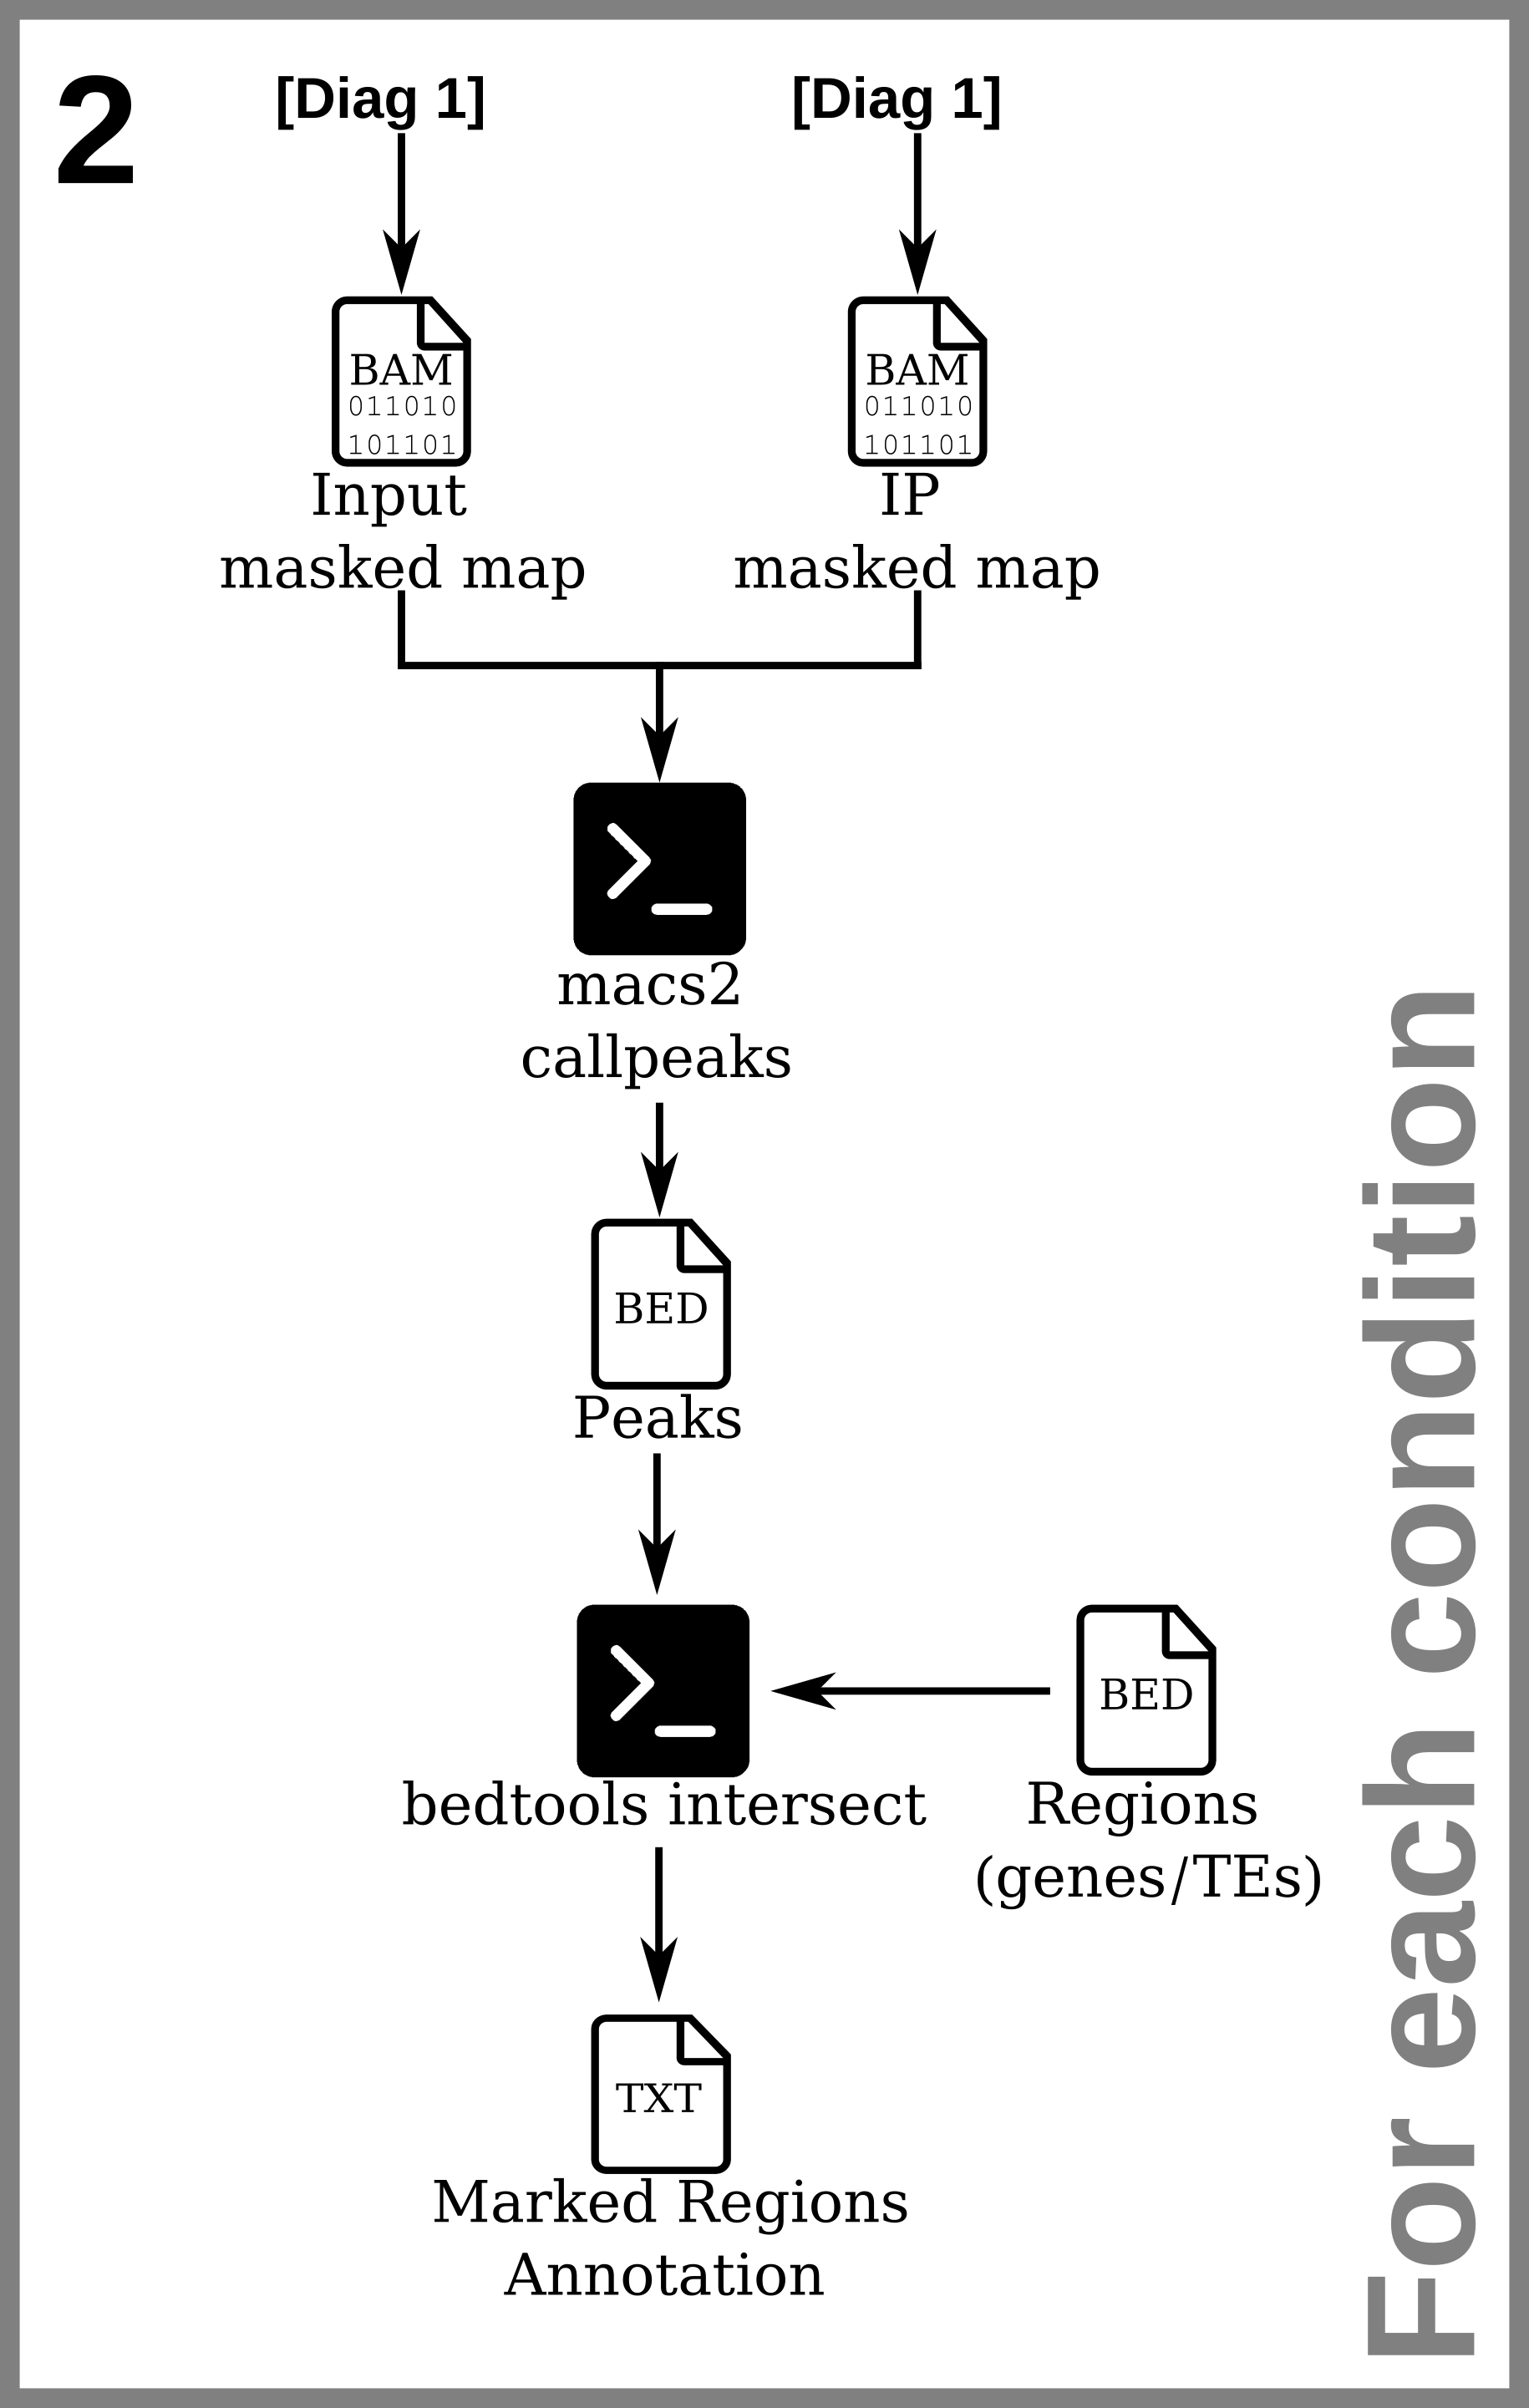 2
[Diag 1]
[Diag 1]
BAM
011010
101101
Input
masked map
BAM
011010
101101
IP
masked map
>_
macs2
callpeaks
BED
Peaks
>_
bedtools intersect
BED
Regions
(genes/TEs)
TXT
Marked Regions
Annotation
For each condition